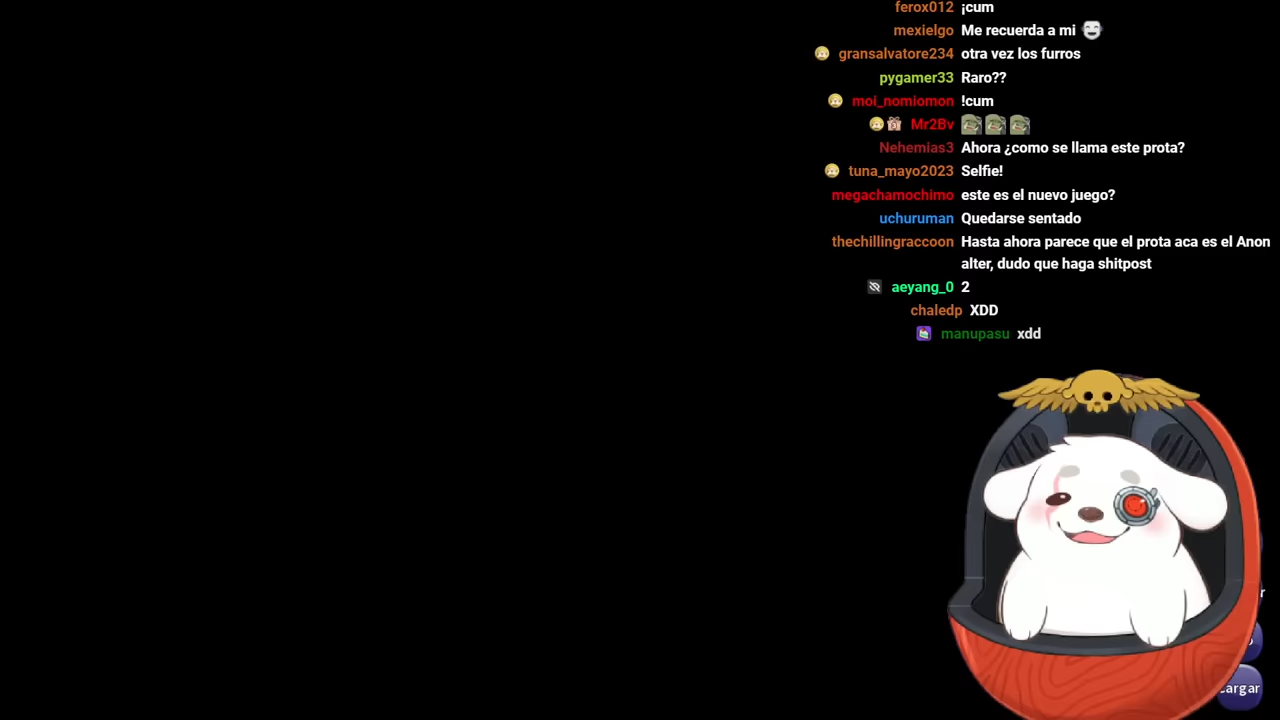 ferox012 ¡cum
mexielgo Me recuerda a mi
gransalvatore234 otra vez los furros
pygamer33 Raro??
moi_nomiomon !cum
Mr2Bv
Nehemias3 Ahora ¿como se llama este prota?
tuna_mayo2023 Selfie!
megachamochimo este es el nuevo juego?
uchuruman Quedarse sentado
thechillingraccoon Hasta ahora parece que el prota aca es el Anon
alter, dudo que haga shitpost
aeyang_0 2
chaledp XDD
manupasu xdd
r
cargar